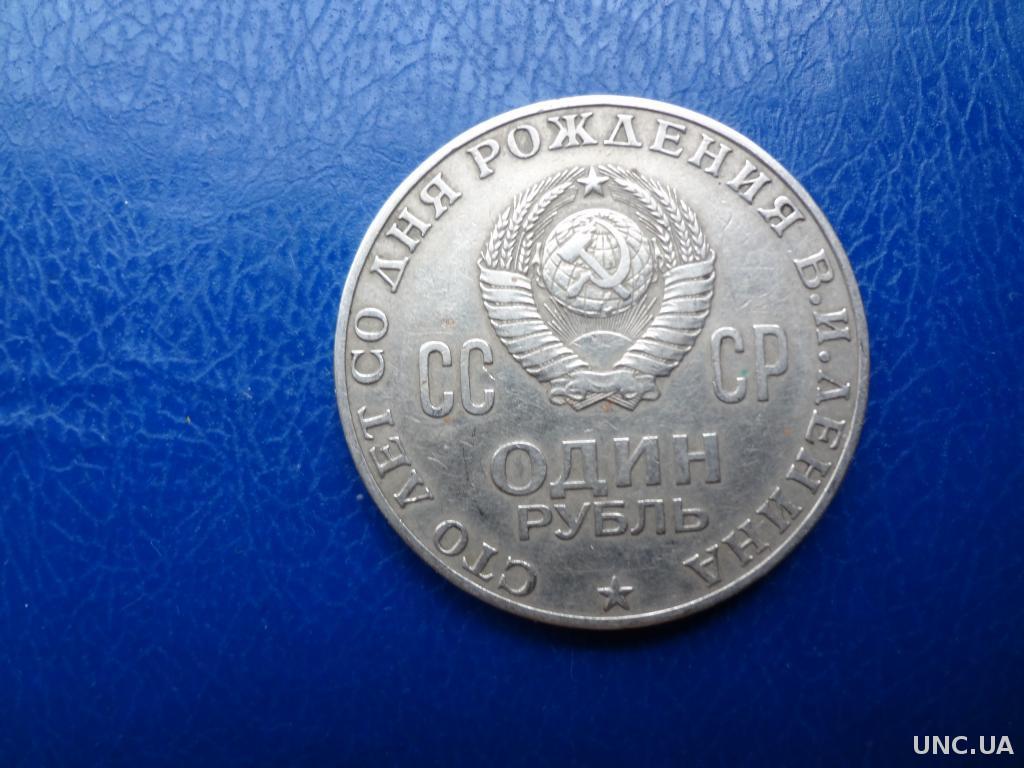 СТО ЛЕТ СО ДНЯ РОЖДЕНИЯ В.И.ЛЕНИНА
СС СР
ОДИН
РУБЛЬ
UNC.UA